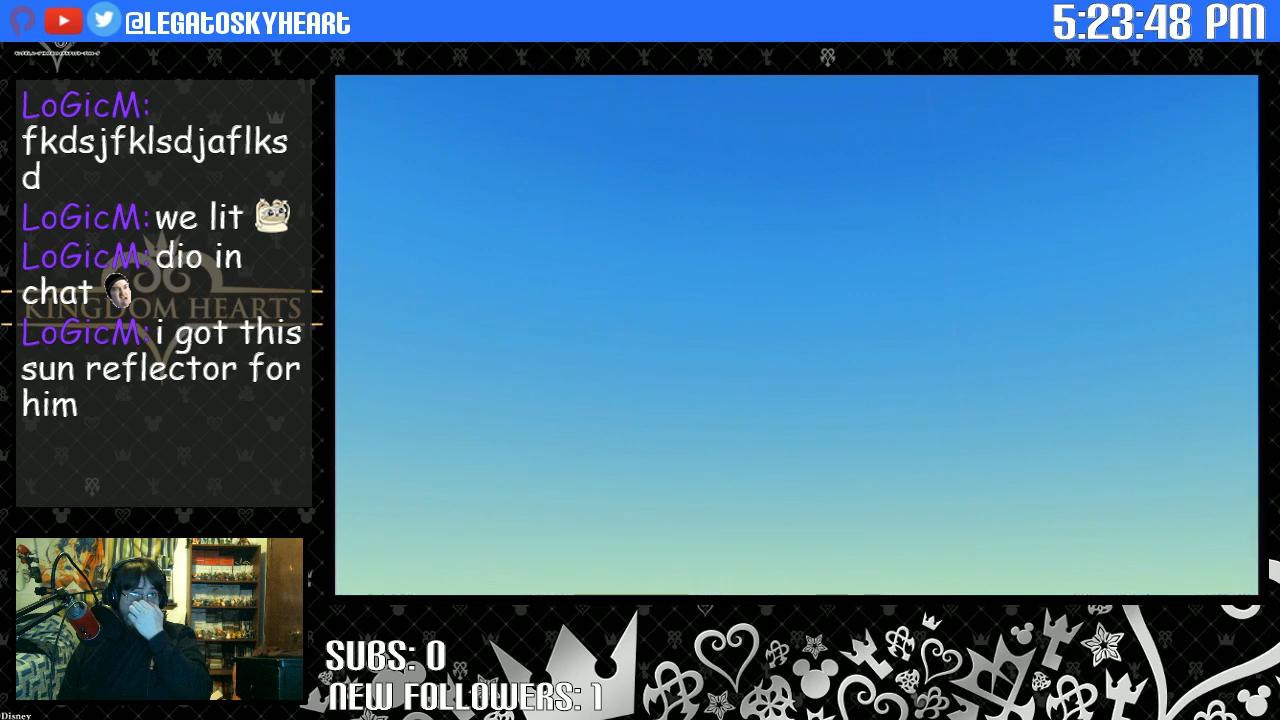 @LEGATOSKYHEART
5:23:48 PM
LoGicM:
fkdsjfklsdjaflks
d
LoGicM: we lit
LoGicM: dio in
chat
KINGDOM HEARTS
LoGicM: i got this
sun reflector for
him
SUBS: 0
NEW FOLLOWERS: 1
Disney